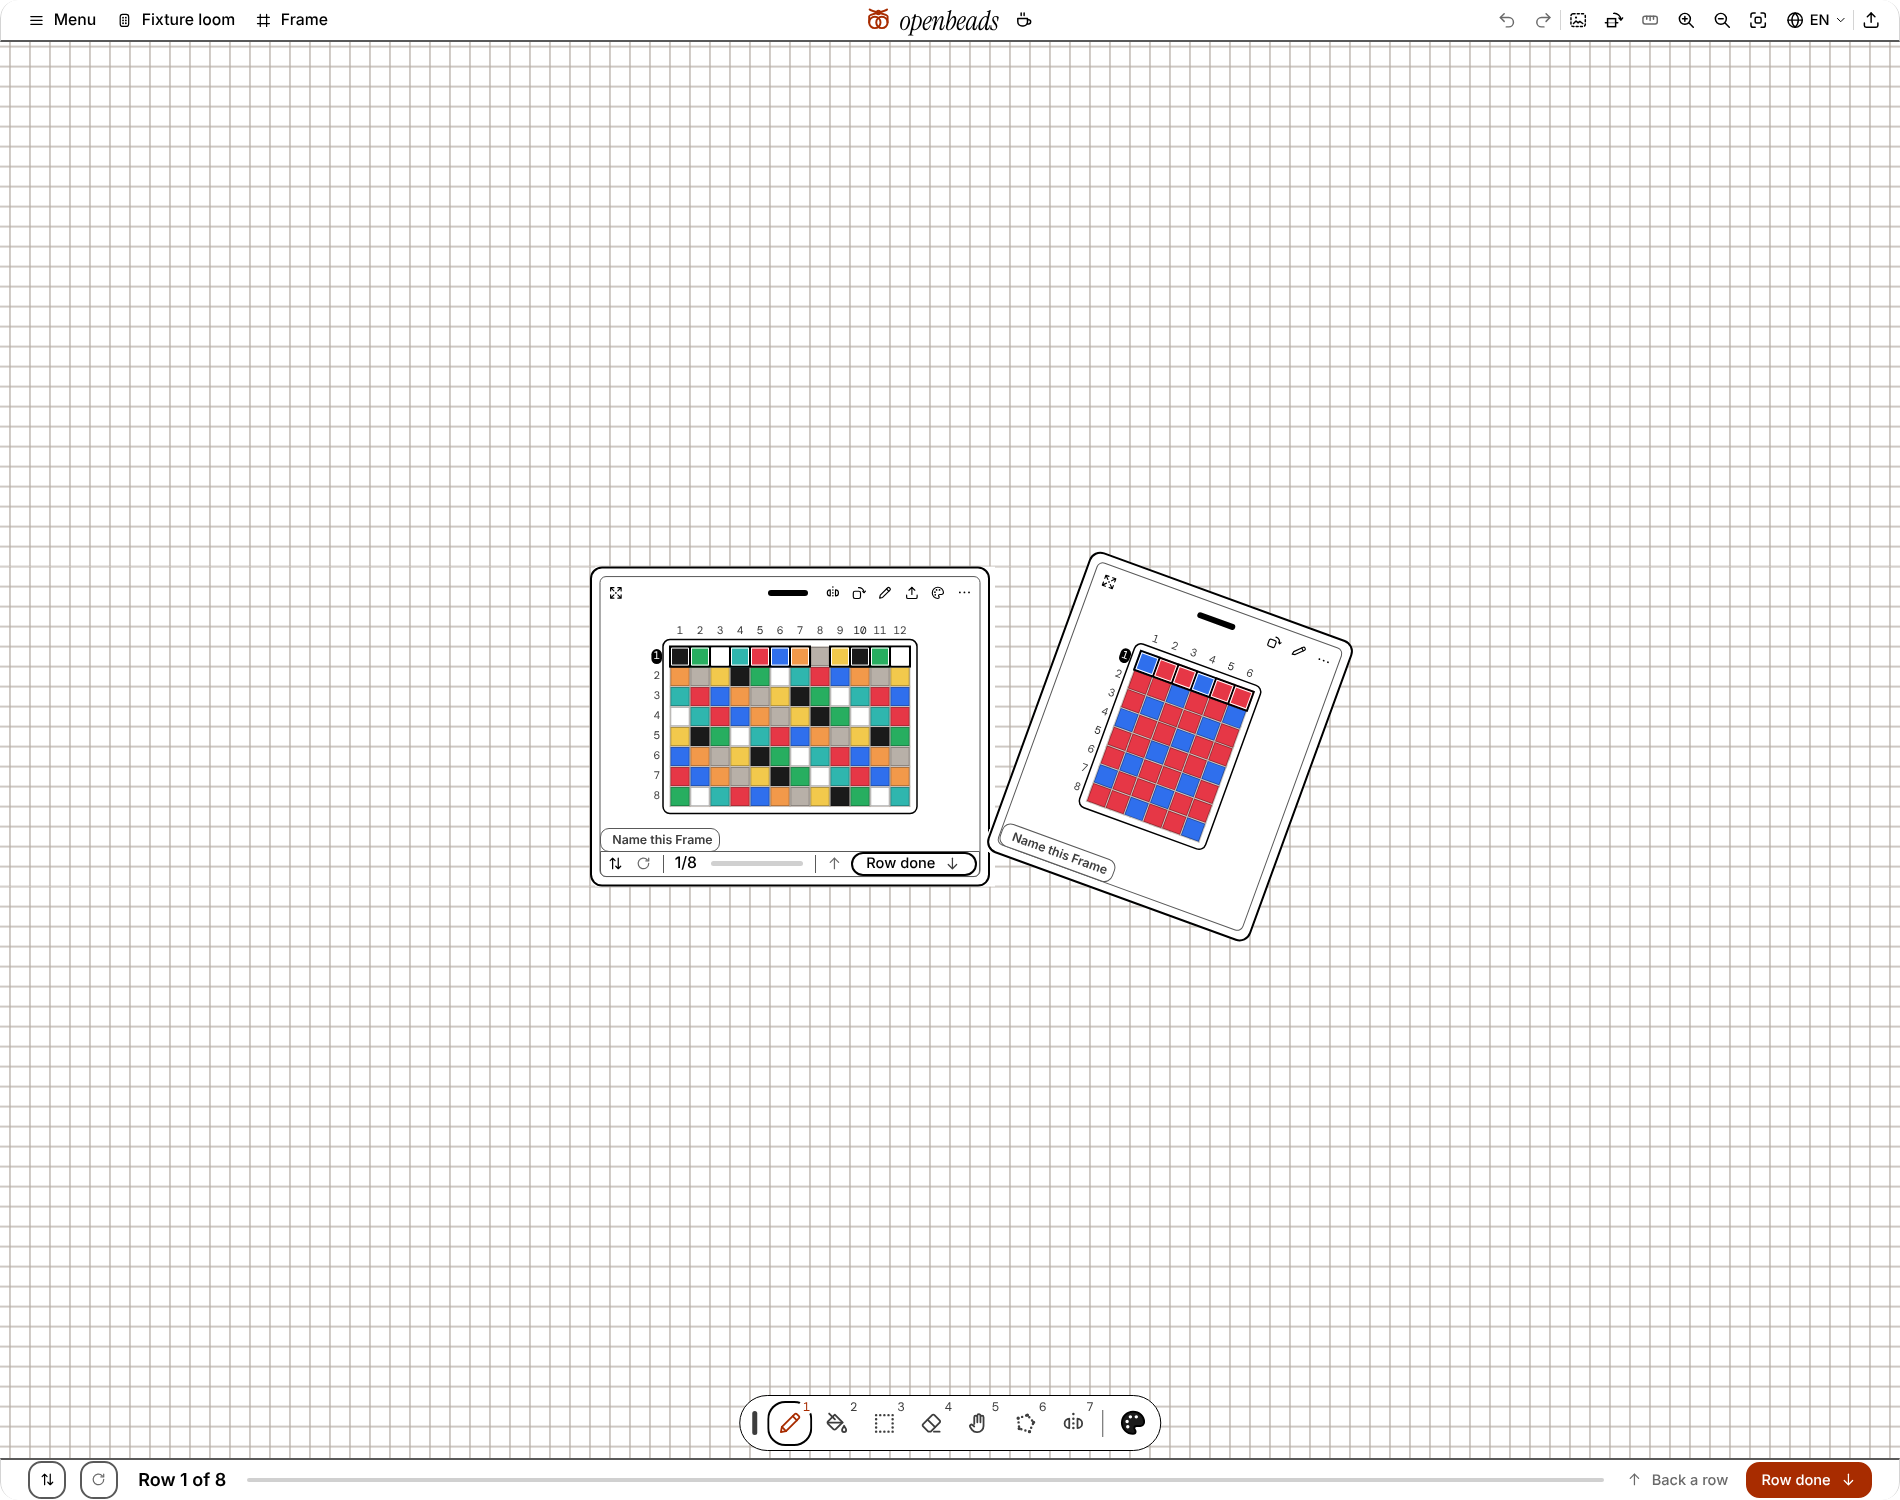 Menu Fixture loom Frame openbeads EN
1 2 3 4 5 6 7 8 9 10 11 12
1
2
3
4
5
6
7
8
Name this Frame
1/8 Row done
1 2 3 4 5 6
1
2
3
4
5
6
7
8
Name this Frame
1 2 3 4 5 6 7
Row 1 of 8 Back a row Row done